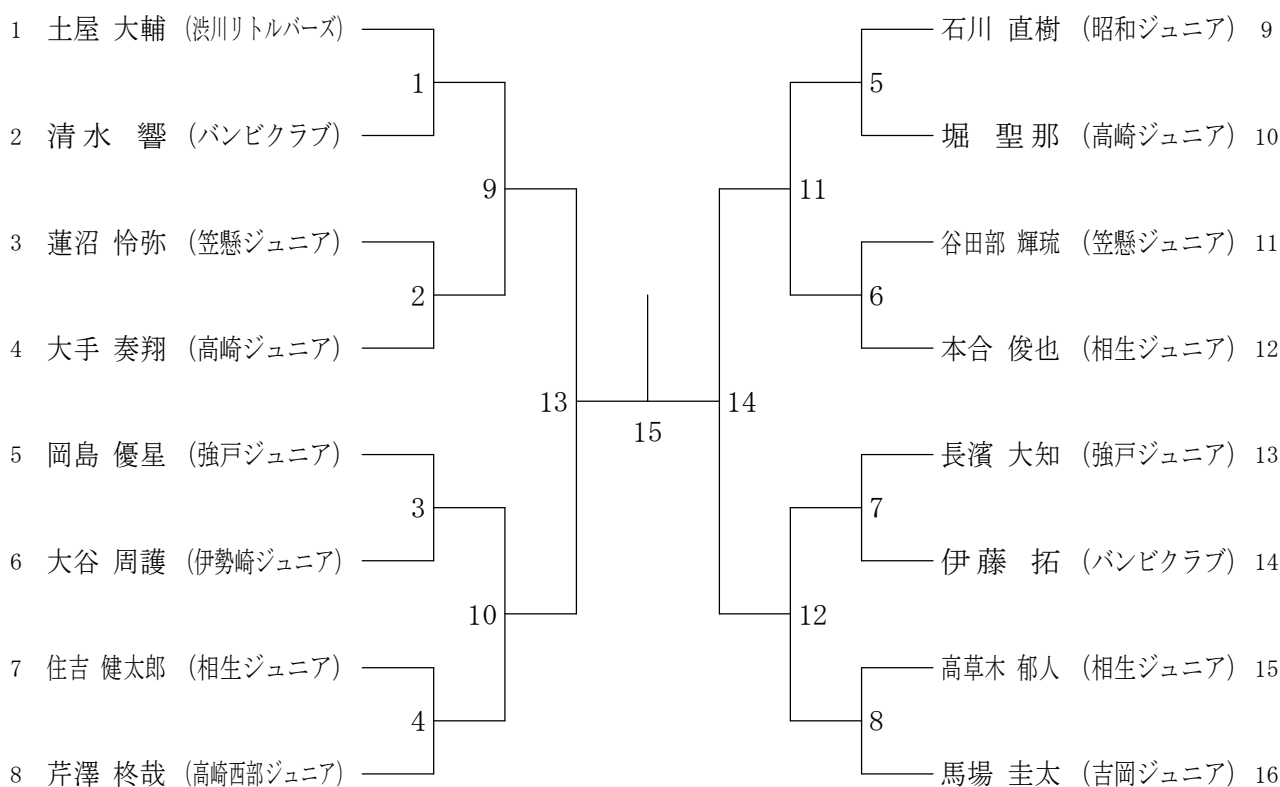 1 土屋 大輔 (渋川リトルバーズ)
2 清水 響 (バンビクラブ)
3 蓮沼 怜弥 (笠懸ジュニア)
4 大手 奏翔 (高崎ジュニア)
5 岡島 優星 (強戸ジュニア)
6 大谷 周護 (伊勢崎ジュニア)
7 住吉 健太郎 (相生ジュニア)
8 芹澤 柊哉 (高崎西部ジュニア)
1
2
3
4
9
10
13
15
14
11
12
5
6
7
8
石川 直樹 (昭和ジュニア) 9
堀 聖那 (高崎ジュニア) 10
谷田部 輝琉 (笠懸ジュニア) 11
本合 俊也 (相生ジュニア) 12
長濱 大知 (強戸ジュニア) 13
伊藤 拓 (バンビクラブ) 14
高草木 郁人 (相生ジュニア) 15
馬場 圭太 (吉岡ジュニア) 16